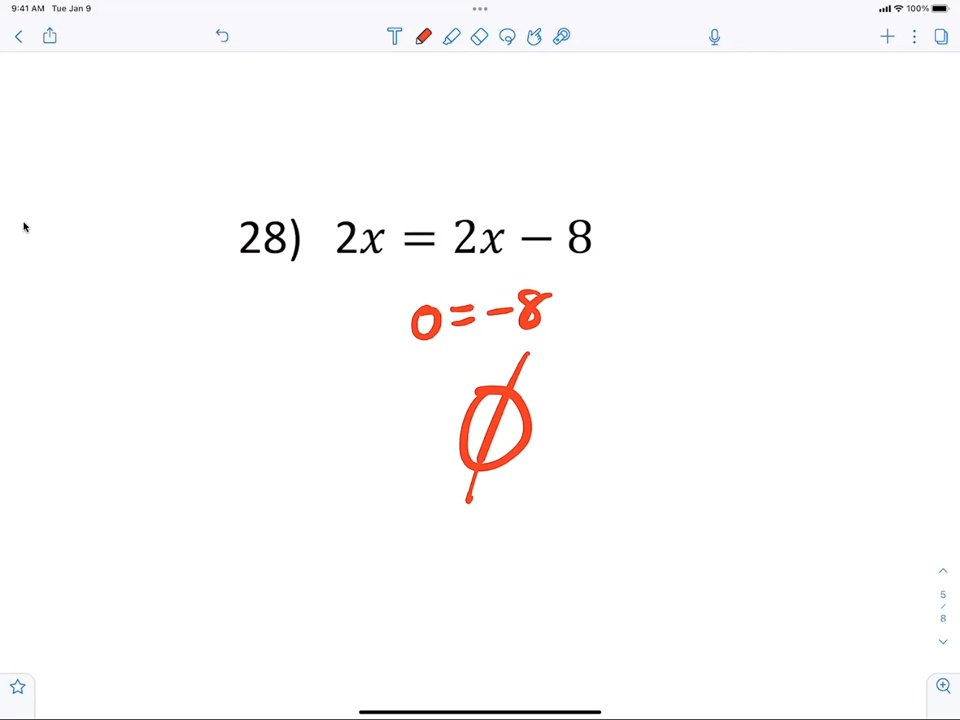 9:41 AM Tue Jan 9
100%
T
28) 2x = 2x − 8
0 = -8
∅
5
/
8